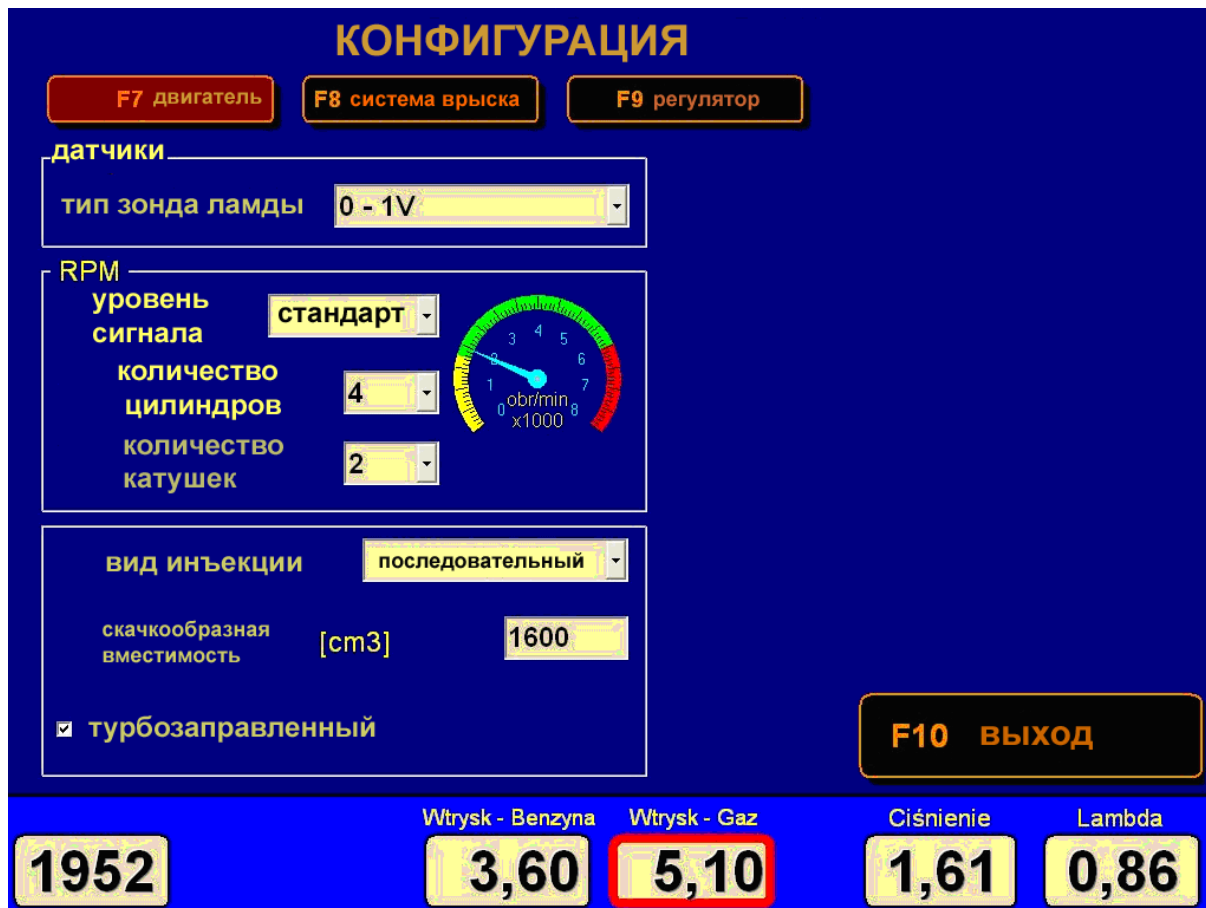 КОНФИГУРАЦИЯ
F7 двигатель
F8 система врыска
F9 регулятор
датчики
тип зонда ламды
0 - 1V
RPM
уровень
сигнала
стандарт
количество
цилиндров
4
количество
катушек
2
0 1 2 3 4 5 6 7 8
obr/min
x1000
вид инъекции
последовательный
скачкообразная
вместимость
[cm3]
1600
турбозаправленный
F10 выход
1952
Wtrysk - Benzyna
3,60
Wtrysk - Gaz
5,10
Ciśnienie
1,61
Lambda
0,86